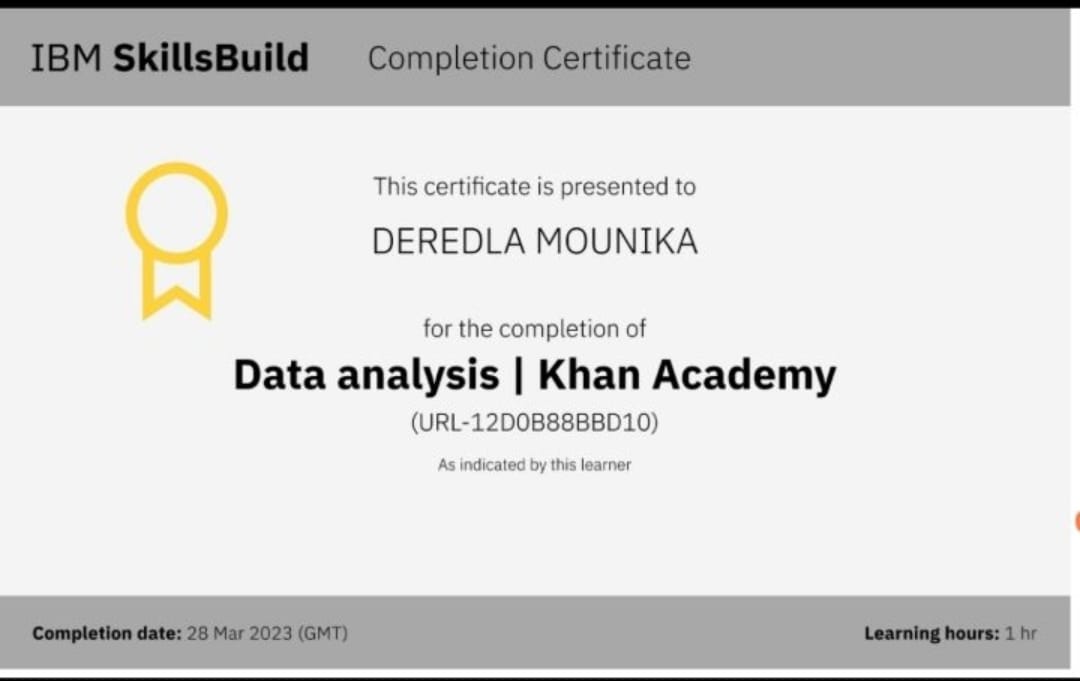 IBM SkillsBuild Completion Certificate
This certificate is presented to
DEREDLA MOUNIKA
for the completion of
Data analysis | Khan Academy
(URL-12D0B88BBD10)
As indicated by this learner
Completion date: 28 Mar 2023 (GMT) Learning hours: 1 hr